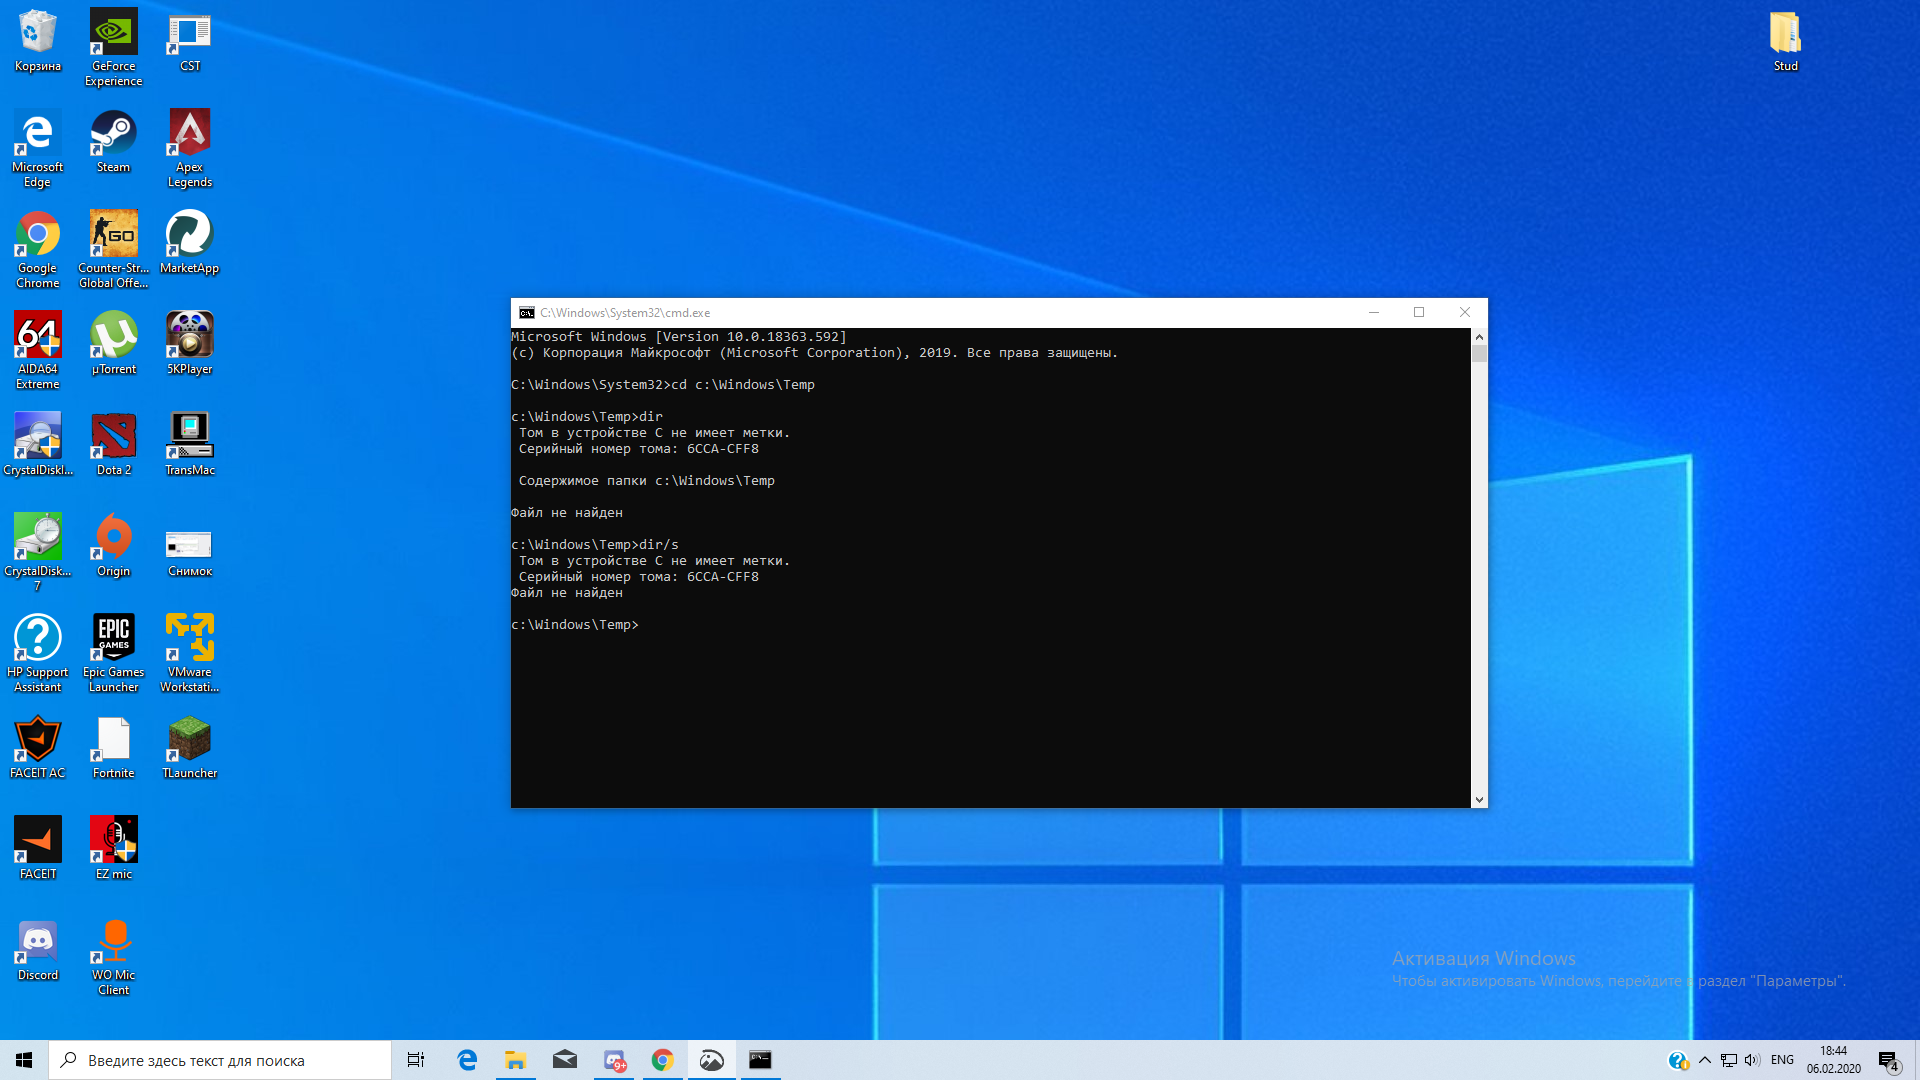 Корзина
GeForce
Experience
CST
Stud
Microsoft
Edge
Steam
Apex
Legends
Google
Chrome
Counter-Str...
Global Offe...
MarketApp
AIDA64
Extreme
µTorrent
5KPlayer
CrystalDiskI...
Dota 2
TransMac
CrystalDisk...
7
Origin
Снимок
HP Support
Assistant
Epic Games
Launcher
VMware
Workstati...
FACEIT AC
Fortnite
TLauncher
FACEIT
EZ mic
Discord
WO Mic
Client
64
GO
EPIC
GAMES
C:\Windows\System32\cmd.exe
Microsoft Windows [Version 10.0.18363.592]
(c) Корпорация Майкрософт (Microsoft Corporation), 2019. Все права защищены.
C:\Windows\System32>cd c:\Windows\Temp
c:\Windows\Temp>dir
Том в устройстве C не имеет метки.
Серийный номер тома: 6CCA-CFF8
Содержимое папки c:\Windows\Temp
Файл не найден
c:\Windows\Temp>dir/s
Том в устройстве C не имеет метки.
Серийный номер тома: 6CCA-CFF8
Файл не найден
c:\Windows\Temp>
Активация Windows
Чтобы активировать Windows, перейдите в раздел "Параметры".
Введите здесь текст для поиска
9+
ENG
18:44
06.02.2020
4